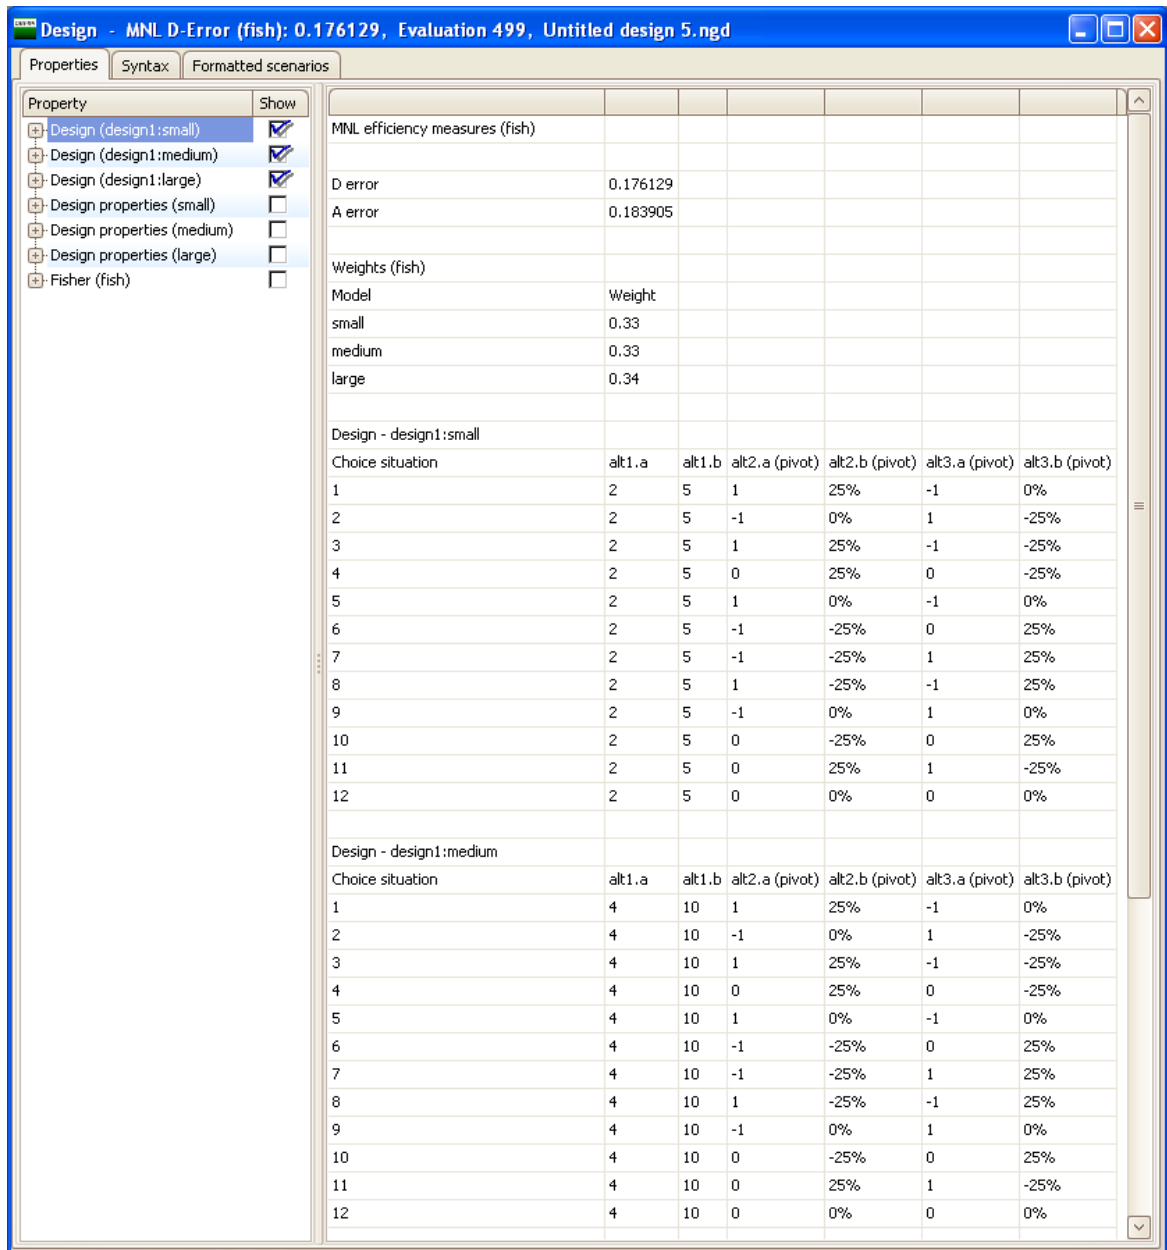 Design - MNL D-Error (fish): 0.176129, Evaluation 499, Untitled design 5.ngd
Properties Syntax Formatted scenarios
Property Show
Design (design1:small)
Design (design1:medium)
Design (design1:large)
Design properties (small)
Design properties (medium)
Design properties (large)
Fisher (fish)
MNL efficiency measures (fish)
D error 0.176129
A error 0.183905
Weights (fish)
Model Weight
small 0.33
medium 0.33
large 0.34
Design - design1:small
Choice situation alt1.a alt1.b alt2.a (pivot) alt2.b (pivot) alt3.a (pivot) alt3.b (pivot)
1 2 5 1 25% -1 0%
2 2 5 -1 0% 1 -25%
3 2 5 1 25% -1 -25%
4 2 5 0 25% 0 -25%
5 2 5 1 0% -1 0%
6 2 5 -1 -25% 0 25%
7 2 5 -1 -25% 1 25%
8 2 5 1 -25% -1 25%
9 2 5 -1 0% 1 0%
10 2 5 0 -25% 0 25%
11 2 5 0 25% 1 -25%
12 2 5 0 0% 0 0%
Design - design1:medium
Choice situation alt1.a alt1.b alt2.a (pivot) alt2.b (pivot) alt3.a (pivot) alt3.b (pivot)
1 4 10 1 25% -1 0%
2 4 10 -1 0% 1 -25%
3 4 10 1 25% -1 -25%
4 4 10 0 25% 0 -25%
5 4 10 1 0% -1 0%
6 4 10 -1 -25% 0 25%
7 4 10 -1 -25% 1 25%
8 4 10 1 -25% -1 25%
9 4 10 -1 0% 1 0%
10 4 10 0 -25% 0 25%
11 4 10 0 25% 1 -25%
12 4 10 0 0% 0 0%